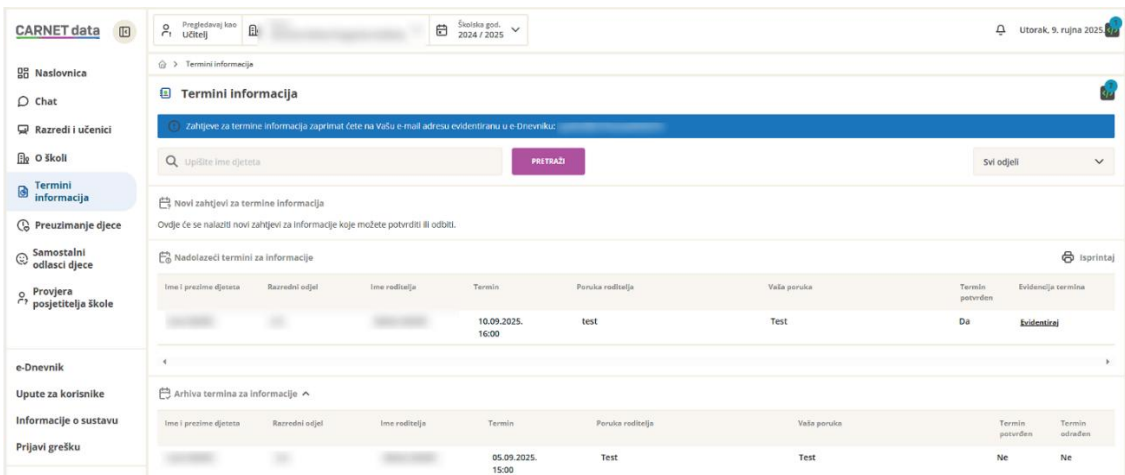 CARNET data
Pregledavaj kao
Učitelj
Školska god.
2024 / 2025
Utorak, 9. rujna 2025.
Naslovnica
Chat
Razredi i učenici
O školi
Termini
informacija
Preuzimanje djece
Samostalni
odlasci djece
Provjera
posjetitelja škole
e-Dnevnik
Upute za korisnike
Informacije o sustavu
Prijavi grešku
Termini informacija
Termini informacija
Zahtjeve za termine informacija zaprimat ćete na Vašu e-mail adresu evidentiranu u e-Dnevniku:
Upišite ime djeteta
PRETRAŽI
Svi odjeli
Novi zahtjevi za termine informacija
Ovdje će se nalaziti novi zahtjevi za informacije koje možete potvrditi ili odbiti.
Nadolazeći termini za informacije
Isprintaj
Ime i prezime djeteta Razredni odjel Ime roditelja Termin Poruka roditelja Vaša poruka Termin potvrđen Evidencija termina
10.09.2025. 16:00 test Test Da Evidentiraj
Arhiva termina za informacije
Ime i prezime djeteta Razredni odjel Ime roditelja Termin Poruka roditelja Vaša poruka Termin potvrđen Termin odrađen
05.09.2025. 15:00 Test Test Ne Ne